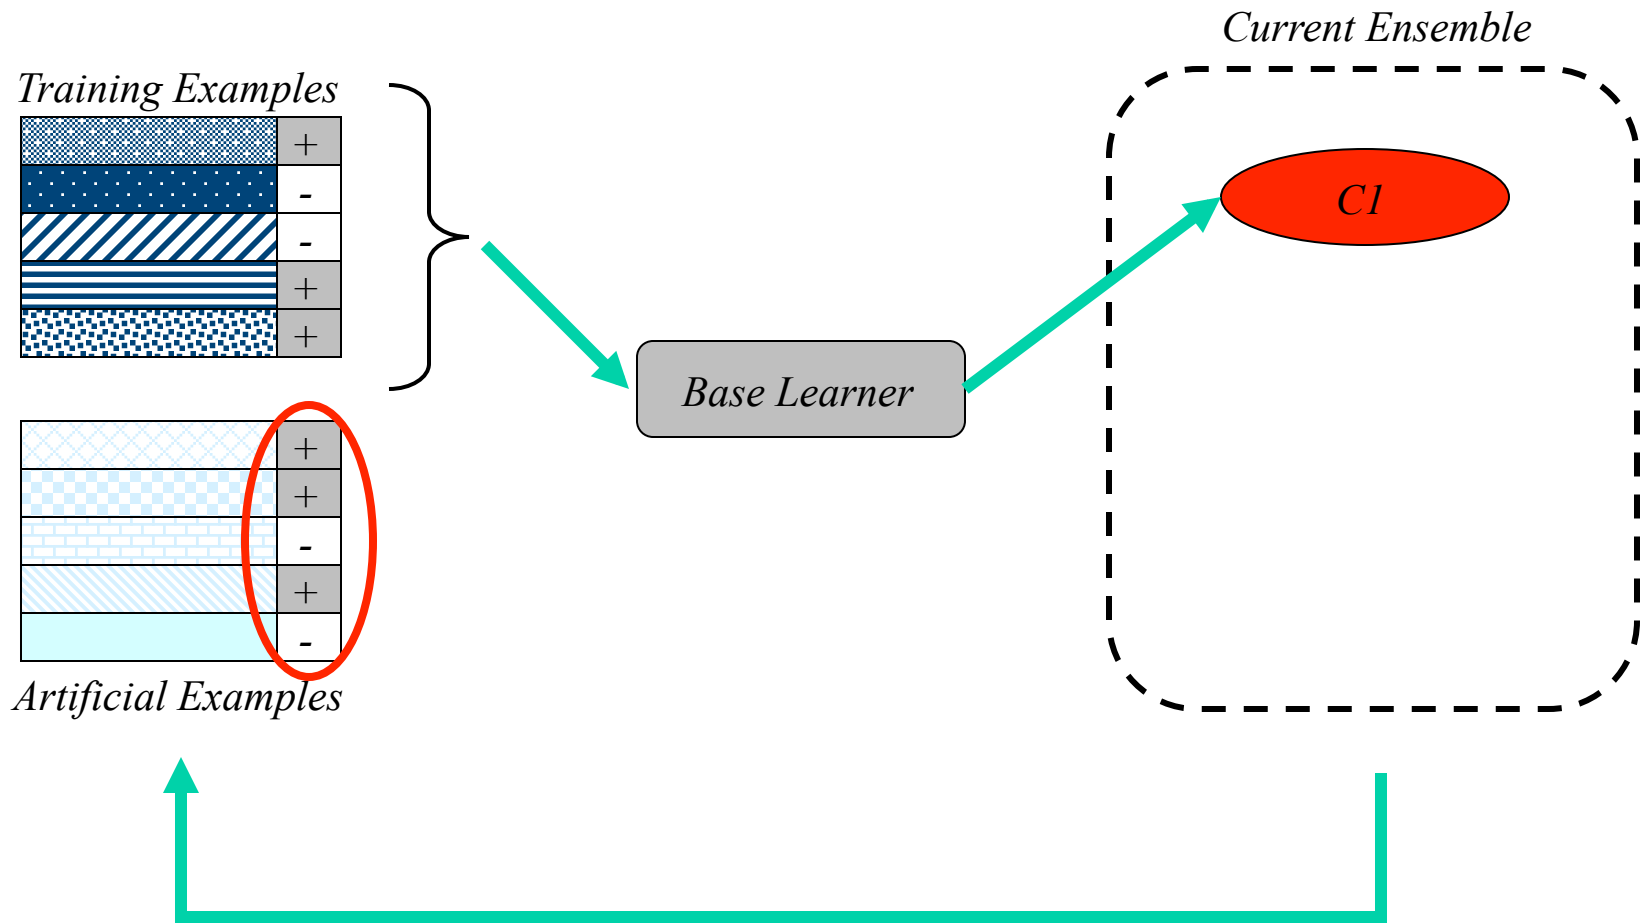 Current Ensemble
Training Examples
+
-
-
+
+
C1
Base Learner
+
+
-
+
-
Artificial Examples